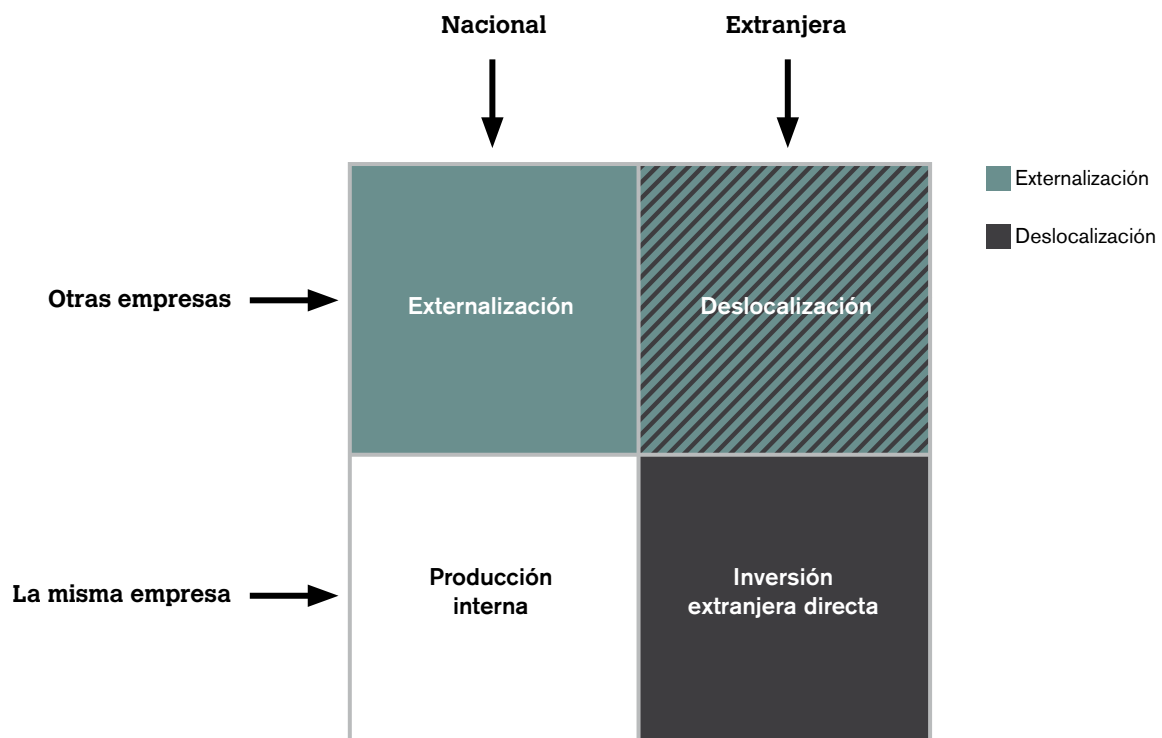 Nacional
Extranjera
Externalización
Deslocalización
Otras empresas
Externalización
Deslocalización
La misma empresa
Producción
interna
Inversión
extranjera directa